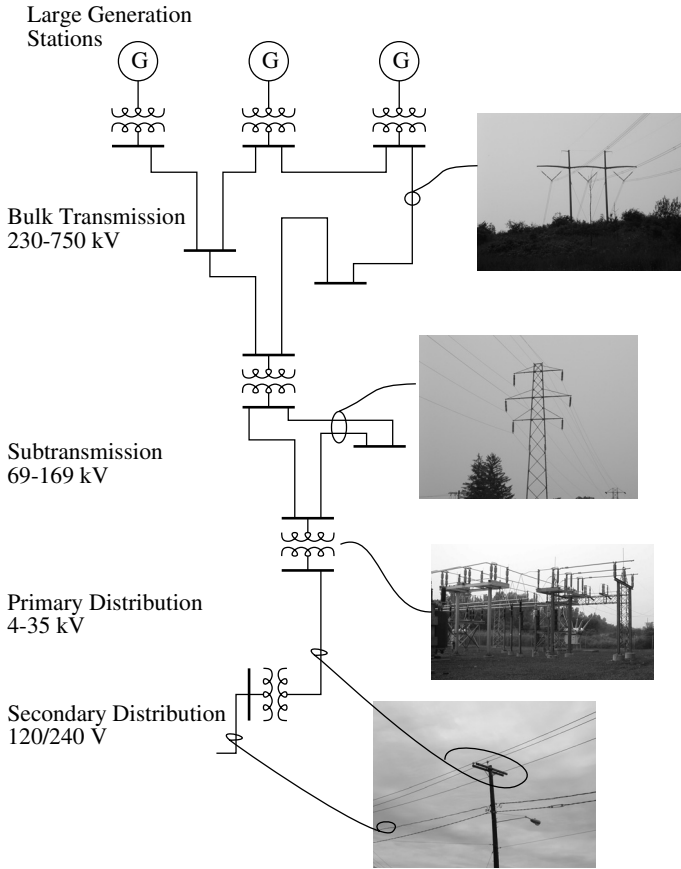 Large Generation
Stations
G
G
G
Bulk Transmission
230-750 kV
Subtransmission
69-169 kV
Primary Distribution
4-35 kV
Secondary Distribution
120/240 V